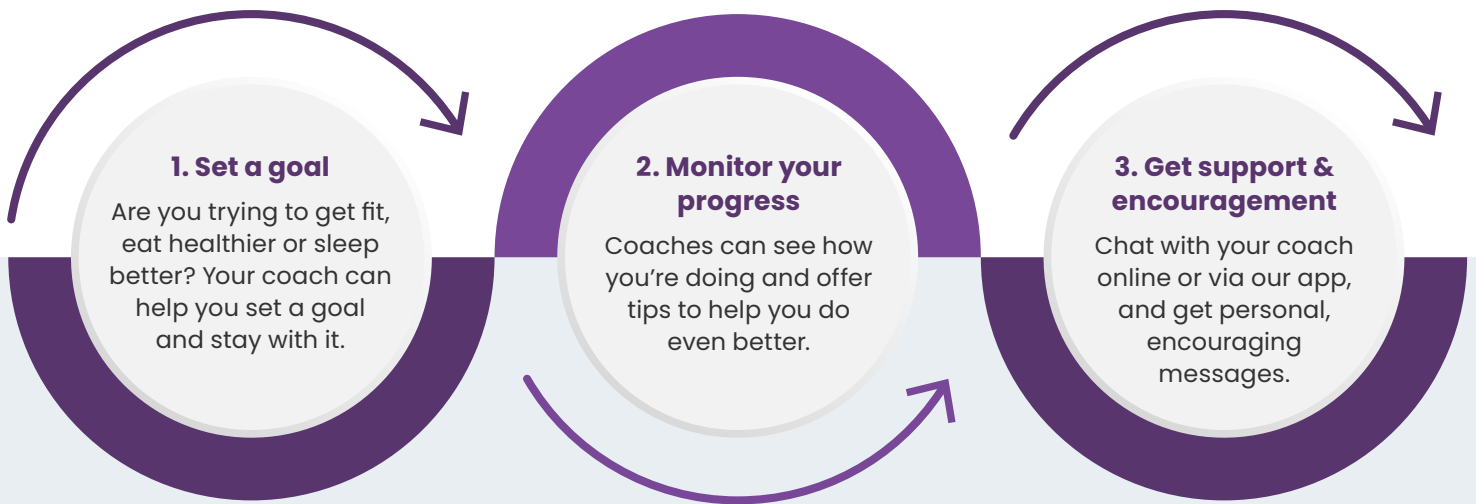 1. Set a goal
Are you trying to get fit,
eat healthier or sleep
better? Your coach can
help you set a goal
and stay with it.
2. Monitor your
progress
Coaches can see how
you’re doing and offer
tips to help you do
even better.
3. Get support &
encouragement
Chat with your coach
online or via our app,
and get personal,
encouraging
messages.